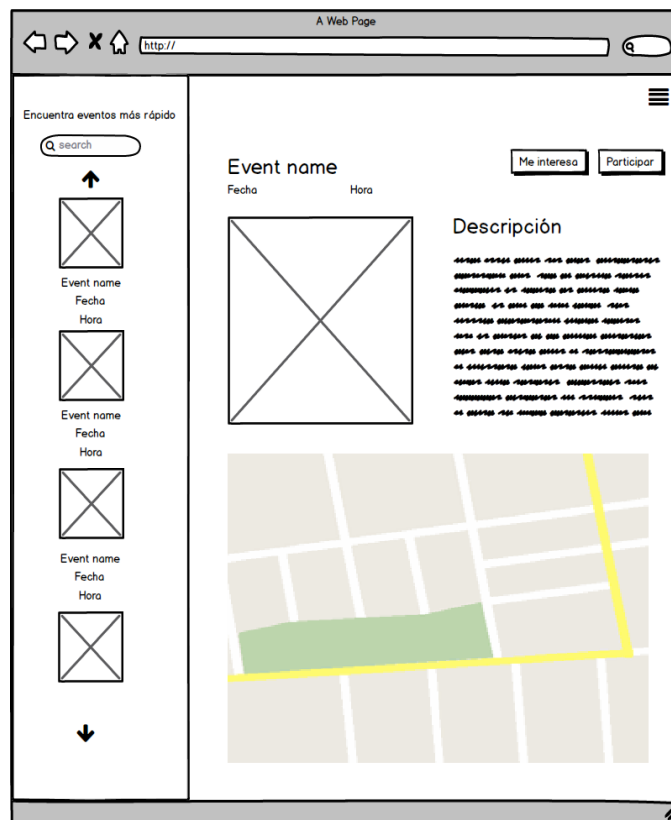 A Web Page
http://
Encuentra eventos más rápido
search
Event name
Fecha
Hora
Event name
Fecha
Hora
Event name
Fecha
Hora
Me interesa
Participar
Event name
Fecha Hora
Descripción